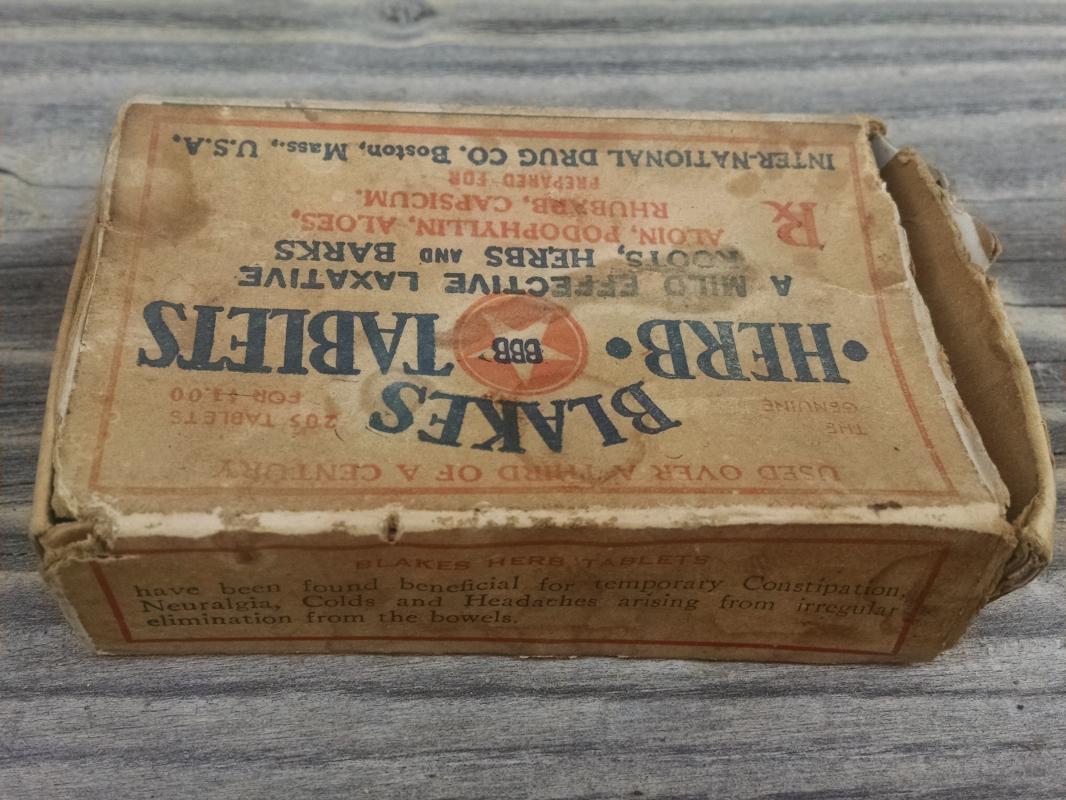 USED OVER A THIRD OF A CENTURY
THE GENUINE
BLAKES
205 TABLETS FOR $1.00
•HERB• BBB TABLETS
A MILD EFFECTIVE LAXATIVE
ROOTS, HERBS AND BARKS
Rx
ALOIN, PODOPHYLLIN, ALOES,
RHUBARB, CAPSICUM.
PREPARED FOR
INTER-NATIONAL DRUG CO. Boston, Mass., U.S.A.
BLAKES HERB TABLETS
have been found beneficial for temporary Constipation,
Neuralgia, Colds and Headaches arising from irregular
elimination from the bowels.